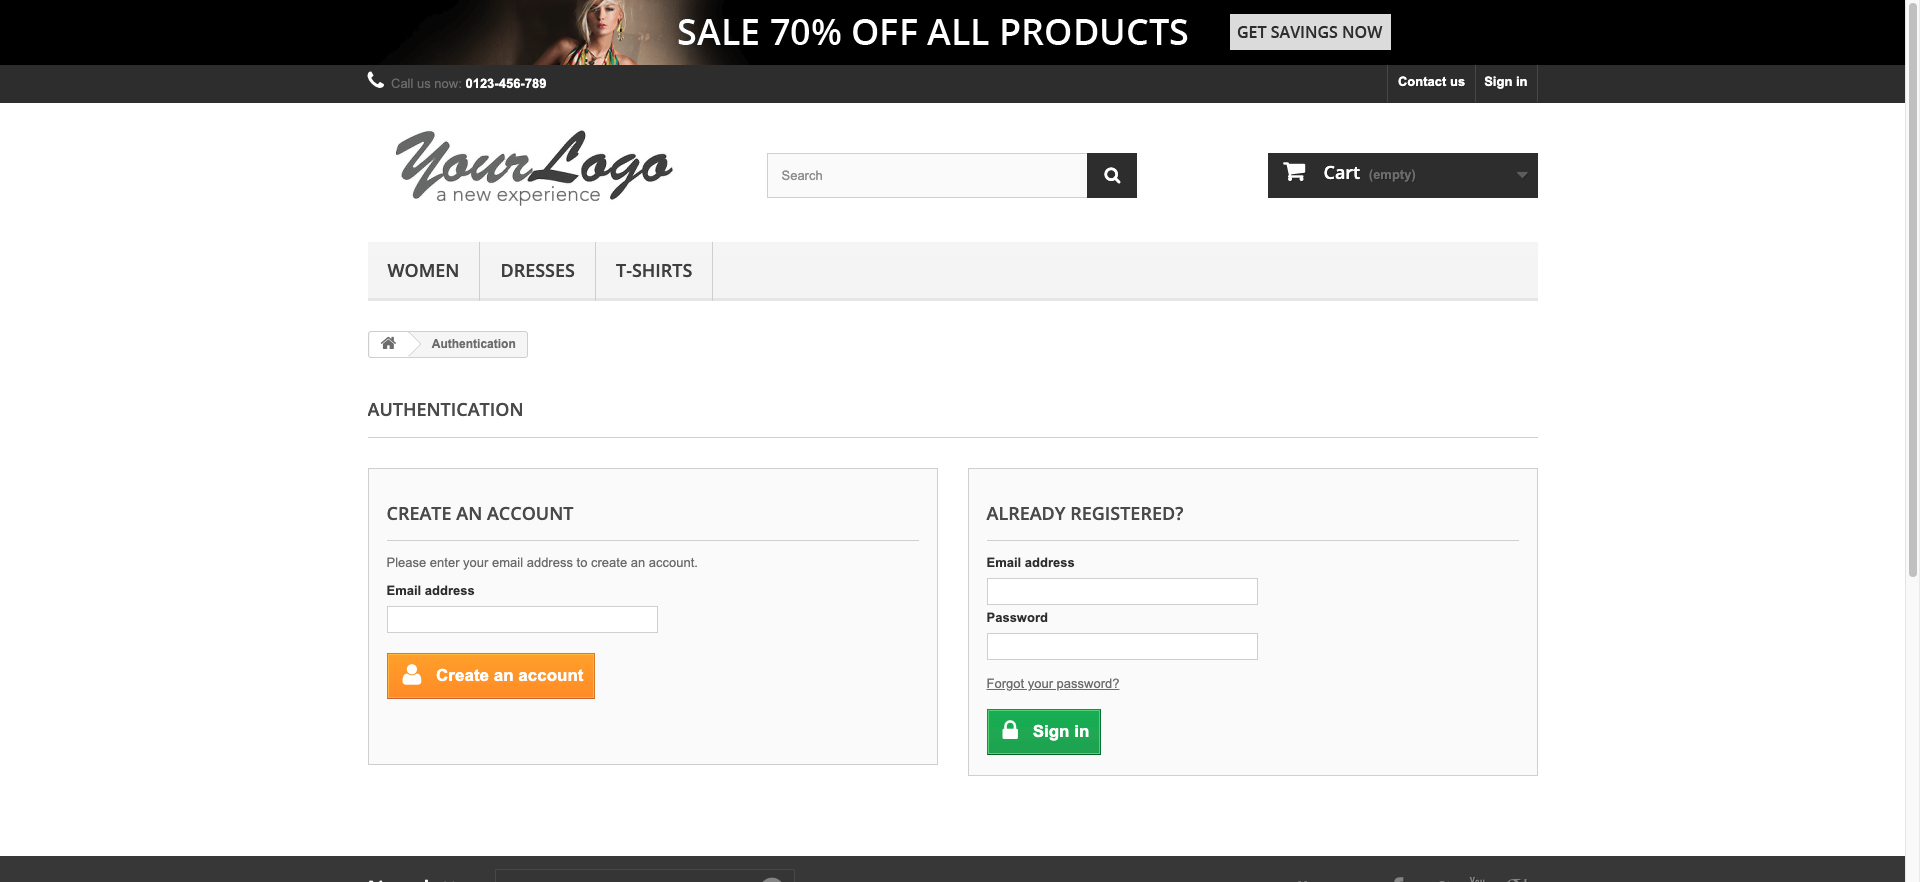 SALE 70% OFF ALL PRODUCTS GET SAVINGS NOW
Call us now: 0123-456-789 Contact us Sign in
Your Logo
a new experience
Search
Cart (empty)
WOMEN DRESSES T-SHIRTS
Authentication
AUTHENTICATION
CREATE AN ACCOUNT
Please enter your email address to create an account.
Email address
Create an account
ALREADY REGISTERED?
Email address
Password
Forgot your password?
Sign in